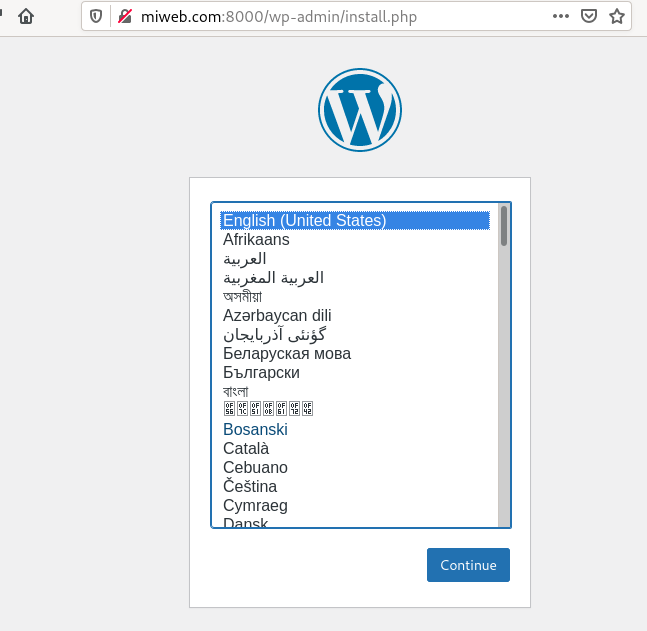 miweb.com:8000/wp-admin/install.php
English (United States)
Afrikaans
العربية
العربية المغربية
অসমীয়া
Azərbaycan dili
گؤنئی آذربایجان
Беларуская мова
Български
বাংলা
Bosanski
Català
Cebuano
Čeština
Cymraeg
Dansk
Continue